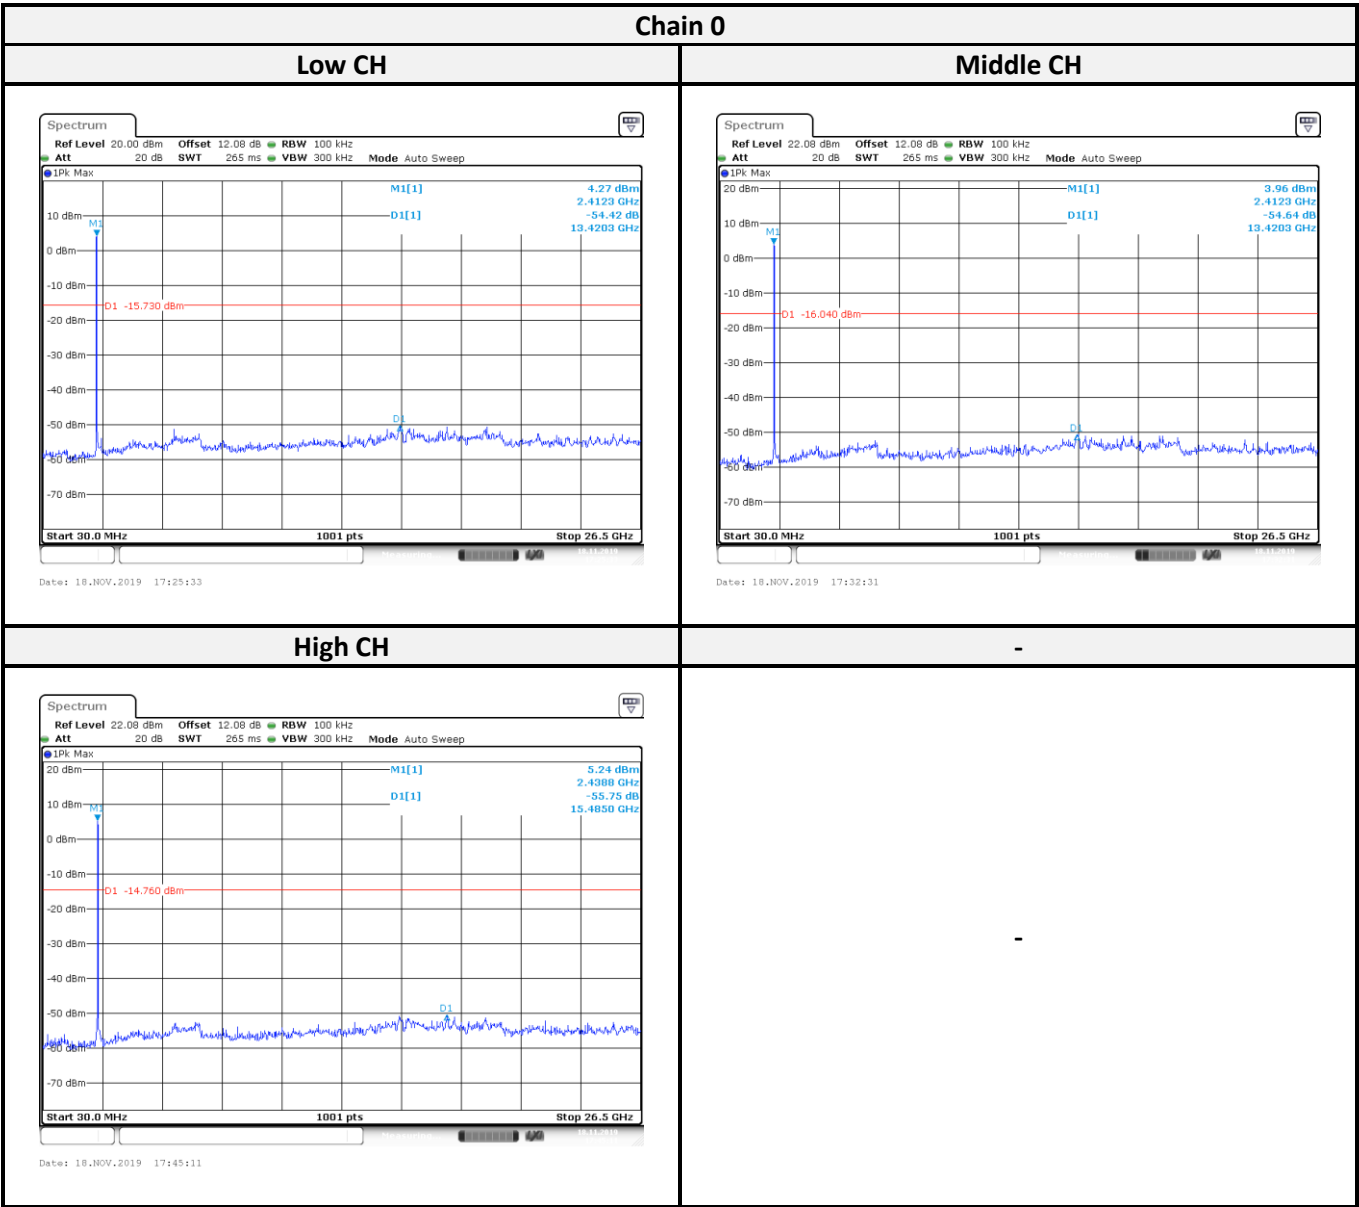 Chain 0
Low CH
Middle CH
Spectrum
Ref Level 20.00 dBm Offset 12.08 dB RBW 100 kHz
Att 20 dB SWT 265 ms VBW 300 kHz Mode Auto Sweep
1Pk Max
M1[1] 4.27 dBm
2.4123 GHz
D1[1] -54.42 dB
13.4203 GHz
10 dBm
M1
0 dBm
-10 dBm
D1 -15.730 dBm
-20 dBm
-30 dBm
-40 dBm
D1
-50 dBm
-60 dBm
-70 dBm
Start 30.0 MHz 1001 pts Stop 26.5 GHz
Date: 18.NOV.2019 17:25:33
Spectrum
Ref Level 22.08 dBm Offset 12.08 dB RBW 100 kHz
Att 20 dB SWT 265 ms VBW 300 kHz Mode Auto Sweep
1Pk Max
20 dBm
M1[1] 3.96 dBm
2.4123 GHz
D1[1] -54.64 dB
13.4203 GHz
10 dBm
M1
0 dBm
-10 dBm
D1 -16.040 dBm
-20 dBm
-30 dBm
-40 dBm
-50 dBm
D1
-60 dBm
-70 dBm
Start 30.0 MHz 1001 pts Stop 26.5 GHz
Date: 18.NOV.2019 17:32:31
High CH
-
Spectrum
Ref Level 22.08 dBm Offset 12.08 dB RBW 100 kHz
Att 20 dB SWT 265 ms VBW 300 kHz Mode Auto Sweep
1Pk Max
20 dBm
M1[1] 5.24 dBm
2.4388 GHz
D1[1] -55.75 dB
15.4850 GHz
10 dBm
M1
0 dBm
-10 dBm
D1 -14.760 dBm
-20 dBm
-30 dBm
-40 dBm
D1
-50 dBm
-60 dBm
-70 dBm
Start 30.0 MHz 1001 pts Stop 26.5 GHz
Date: 18.NOV.2019 17:45:11
-